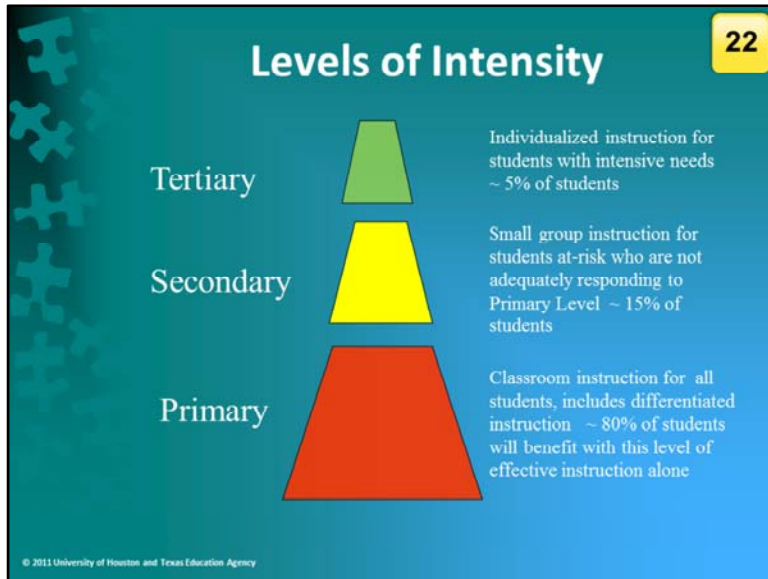 22
Levels of Intensity
Tertiary
Individualized instruction for
students with intensive needs
~ 5% of students
Secondary
Small group instruction for
students at-risk who are not
adequately responding to
Primary Level ~ 15% of
students
Primary
Classroom instruction for all
students, includes differentiated
instruction ~ 80% of students
will benefit with this level of
effective instruction alone
© 2011 University of Houston and Texas Education Agency